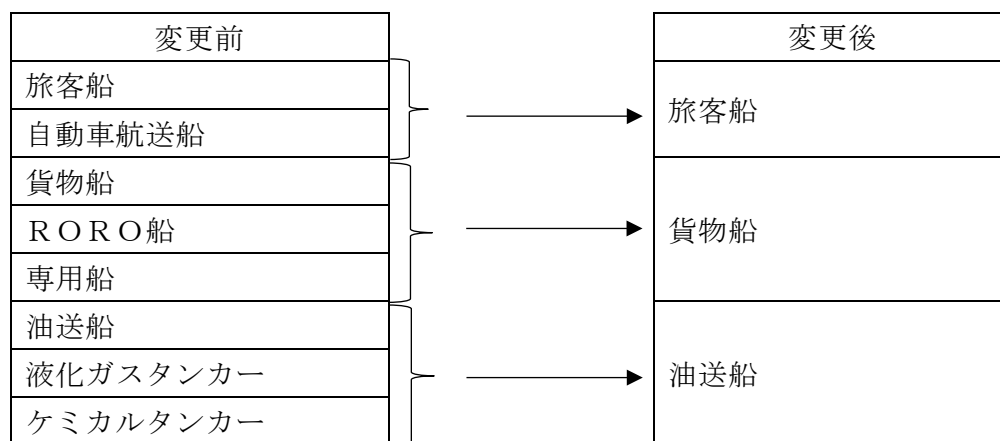 変更前
旅客船
自動車航送船
貨物船
ＲＯＲＯ船
専用船
油送船
液化ガスタンカー
ケミカルタンカー
変更後
旅客船
貨物船
油送船